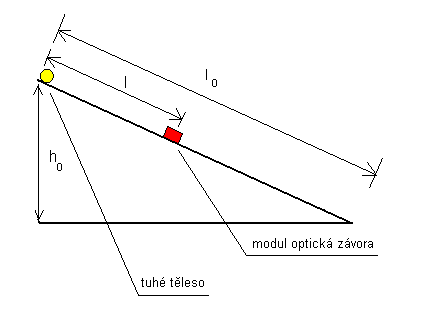 l₀
l
h₀
modul optická závora
tuhé těleso